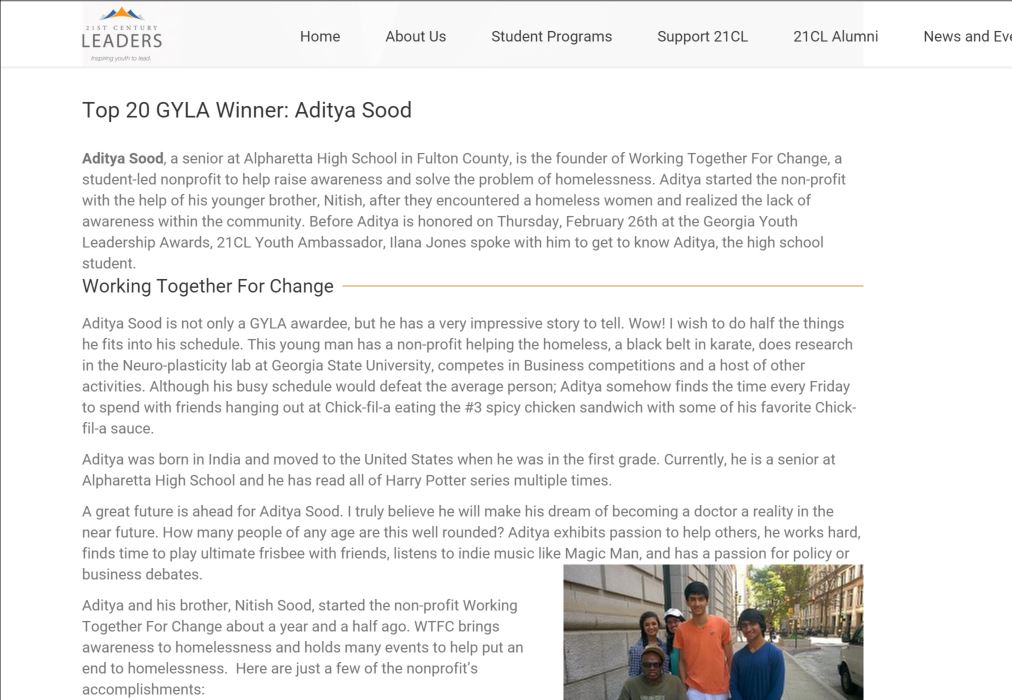 21ST CENTURY
LEADERS
Inspiring youth to lead.
Home
About Us
Student Programs
Support 21CL
21CL Alumni
News and Eve
Top 20 GYLA Winner: Aditya Sood
Aditya Sood, a senior at Alpharetta High School in Fulton County, is the founder of Working Together For Change, a
student-led nonprofit to help raise awareness and solve the problem of homelessness. Aditya started the non-profit
with the help of his younger brother, Nitish, after they encountered a homeless women and realized the lack of
awareness within the community. Before Aditya is honored on Thursday, February 26th at the Georgia Youth
Leadership Awards, 21CL Youth Ambassador, Ilana Jones spoke with him to get to know Aditya, the high school
student.
Working Together For Change
Aditya Sood is not only a GYLA awardee, but he has a very impressive story to tell. Wow! I wish to do half the things
he fits into his schedule. This young man has a non-profit helping the homeless, a black belt in karate, does research
in the Neuro-plasticity lab at Georgia State University, competes in Business competitions and a host of other
activities. Although his busy schedule would defeat the average person; Aditya somehow finds the time every Friday
to spend with friends hanging out at Chick-fil-a eating the #3 spicy chicken sandwich with some of his favorite Chick-
fil-a sauce.
Aditya was born in India and moved to the United States when he was in the first grade. Currently, he is a senior at
Alpharetta High School and he has read all of Harry Potter series multiple times.
A great future is ahead for Aditya Sood. I truly believe he will make his dream of becoming a doctor a reality in the
near future. How many people of any age are this well rounded? Aditya exhibits passion to help others, he works hard,
finds time to play ultimate frisbee with friends, listens to indie music like Magic Man, and has a passion for policy or
business debates.
Aditya and his brother, Nitish Sood, started the non-profit Working
Together For Change about a year and a half ago. WTFC brings
awareness to homelessness and holds many events to help put an
end to homelessness.  Here are just a few of the nonprofit's
accomplishments: